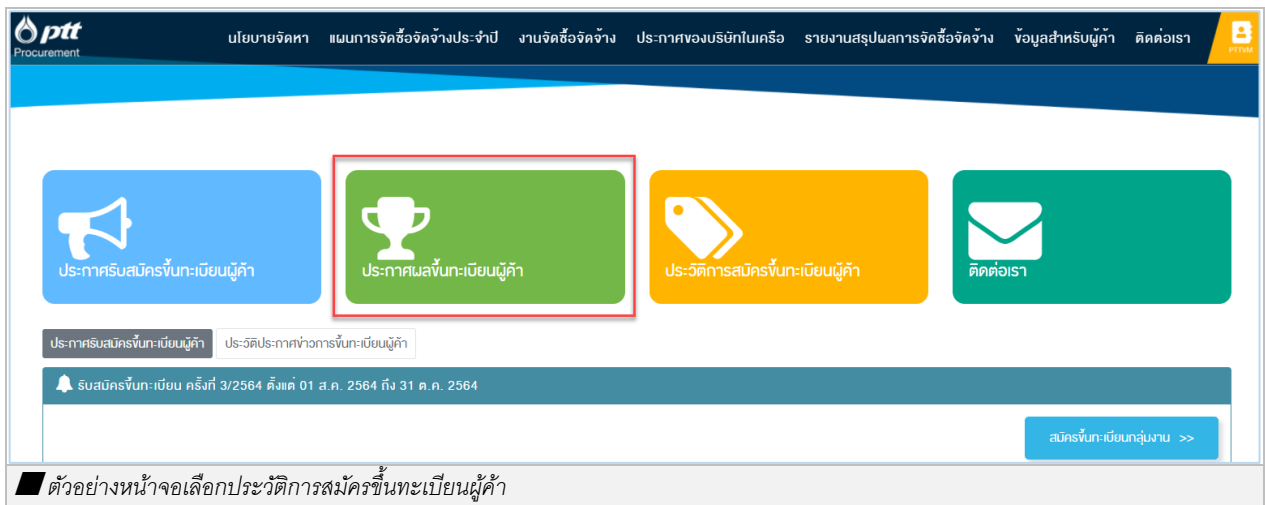 ptt
Procurement
นโยบายจัดหา แผนการจัดซื้อจัดจ้างประจำปี งานจัดซื้อจัดจ้าง ประกาศของบริษัทในเครือ รายงานสรุปผลการจัดซื้อจัดจ้าง ข้อมูลสำหรับผู้ค้า ติดต่อเรา
PTTVM
ประกาศรับสมัครขึ้นทะเบียนผู้ค้า
ประกาศผลขึ้นทะเบียนผู้ค้า
ประวัติการสมัครขึ้นทะเบียนผู้ค้า
ติดต่อเรา
ประกาศรับสมัครขึ้นทะเบียนผู้ค้า ประวัติประกาศข่าวการขึ้นทะเบียนผู้ค้า
รับสมัครขึ้นทะเบียน ครั้งที่ 3/2564 ตั้งแต่ 01 ส.ค. 2564 ถึง 31 ต.ค. 2564
สมัครขึ้นทะเบียนกลุ่มงาน >>
ตัวอย่างหน้าจอเลือกประวัติการสมัครขึ้นทะเบียนผู้ค้า